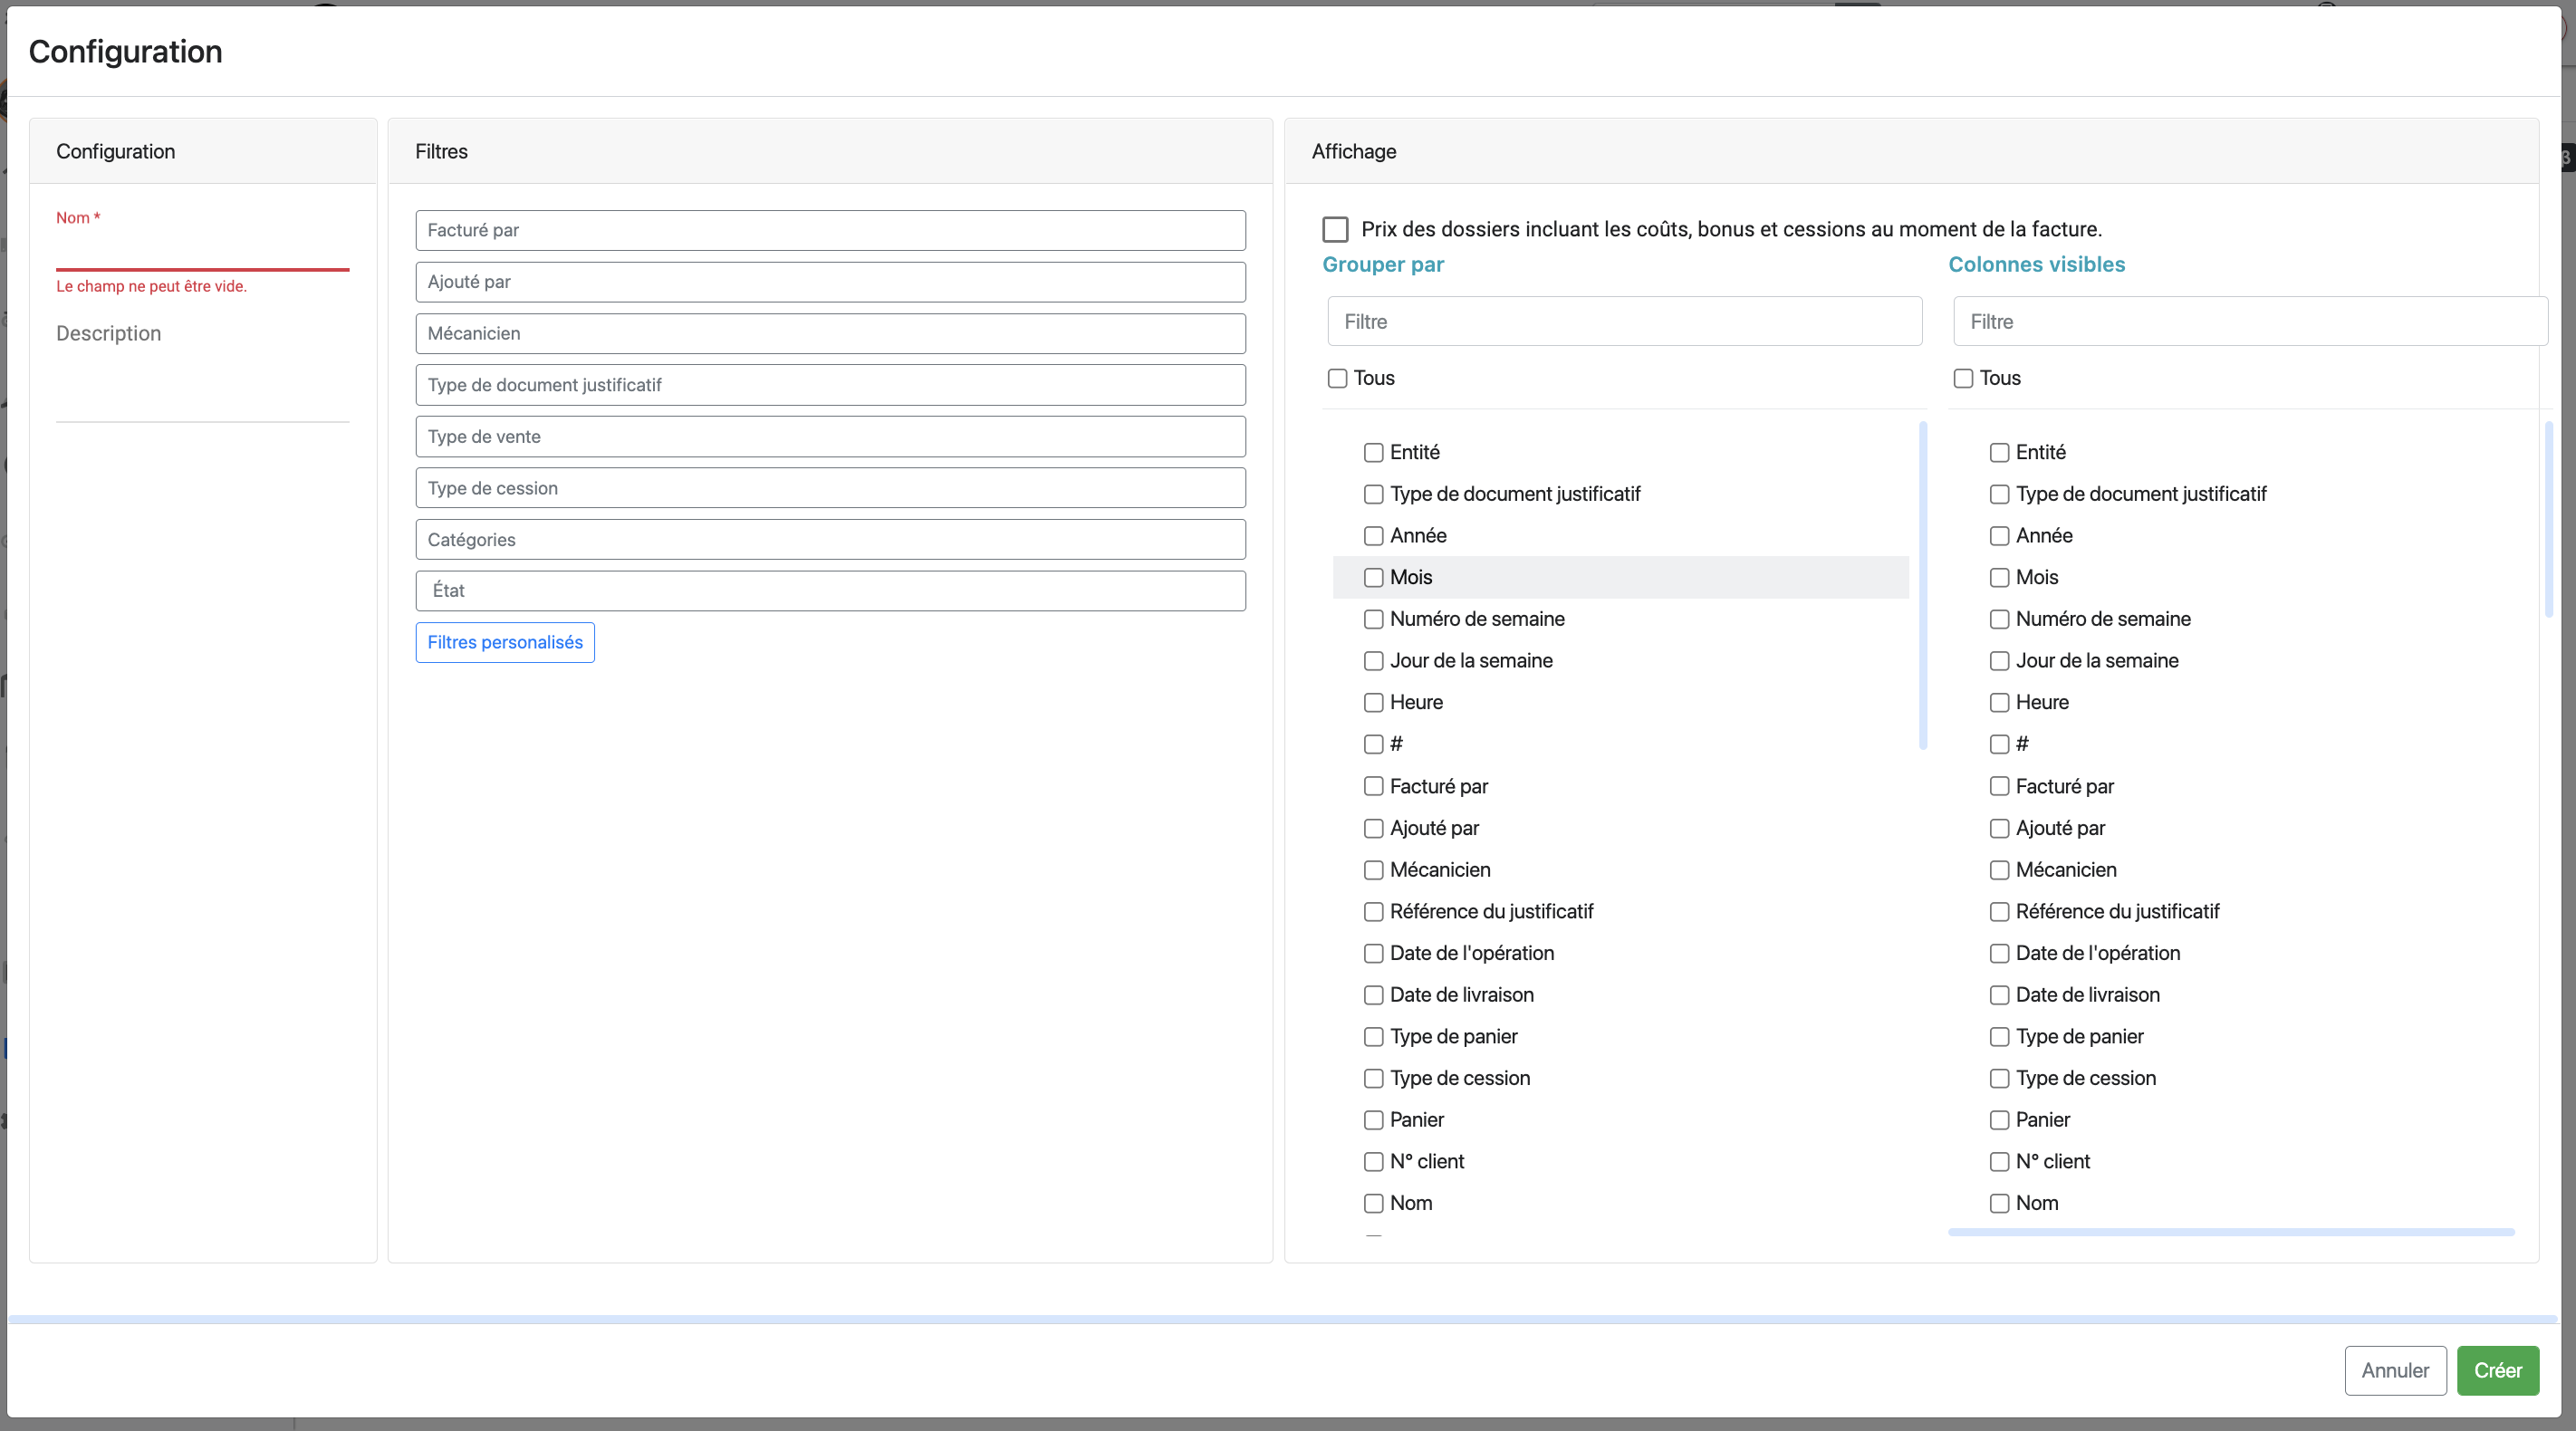 Configuration
Configuration
Nom *
Le champ ne peut être vide.
Description
Filtres
Facturé par
Ajouté par
Mécanicien
Type de document justificatif
Type de vente
Type de cession
Catégories
État
Filtres personalisés
Affichage
Prix des dossiers incluant les coûts, bonus et cessions au moment de la facture.
Grouper par
Filtre
Tous
Entité
Type de document justificatif
Année
Mois
Numéro de semaine
Jour de la semaine
Heure
#
Facturé par
Ajouté par
Mécanicien
Référence du justificatif
Date de l'opération
Date de livraison
Type de panier
Type de cession
Panier
N° client
Nom
Colonnes visibles
Filtre
Tous
Entité
Type de document justificatif
Année
Mois
Numéro de semaine
Jour de la semaine
Heure
#
Facturé par
Ajouté par
Mécanicien
Référence du justificatif
Date de l'opération
Date de livraison
Type de panier
Type de cession
Panier
N° client
Nom
Annuler
Créer